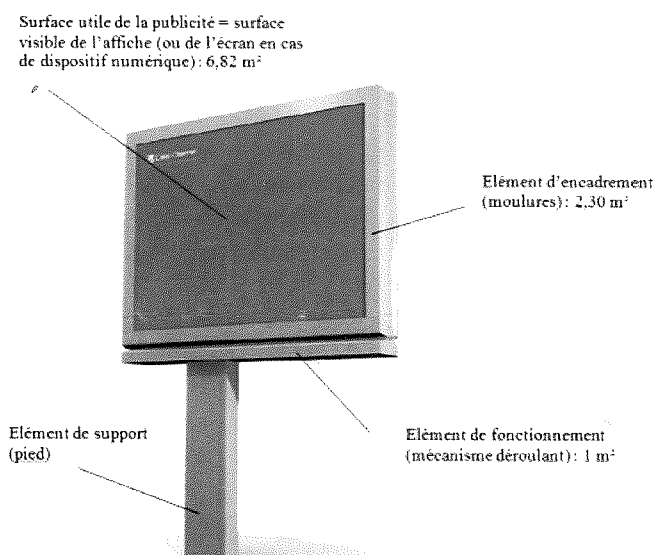 Surface utile de la publicité = surface
visible de l'affiche (ou de l'écran en cas
de dispositif numérique) : 6,82 m²
Elément d'encadrement
(moulures) : 2,30 m²
Elément de support
(pied)
Elément de fonctionnement
(mécanisme déroulant) : 1 m²